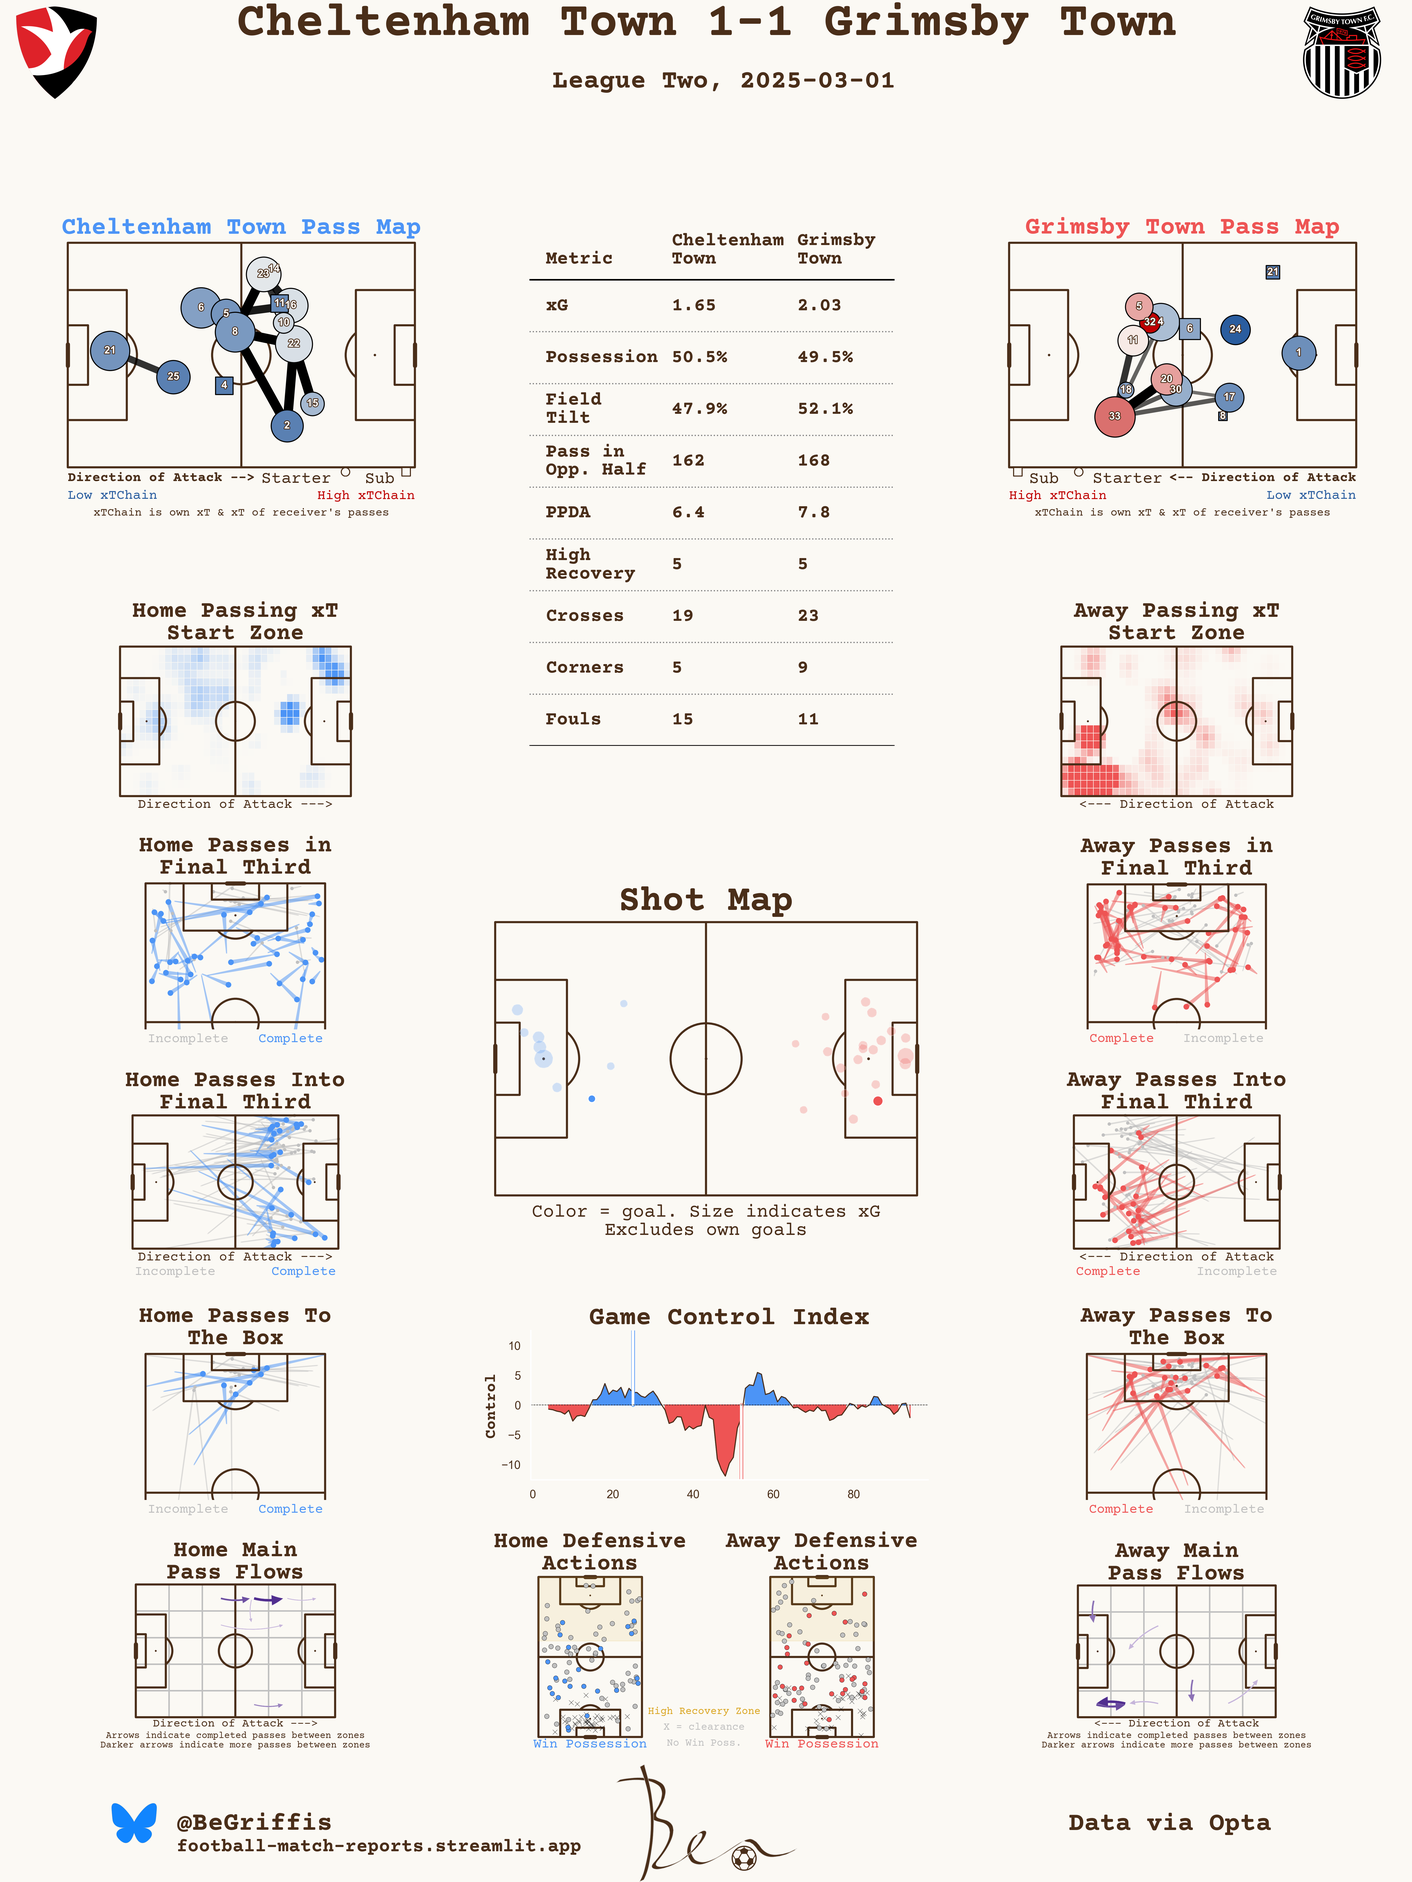 Cheltenham Town 1-1 Grimsby Town
League Two, 2025-03-01
GRIMSBY TOWN F.C.
Cheltenham Town Pass Map
23 14
6 5 11 16
8 10
22
21
25
4
15
2
Direction of Attack --> Starter Sub
Low xTChain High xTChain
xTChain is own xT & xT of receiver's passes
Metric Cheltenham Town Grimsby Town
xG 1.65 2.03
Possession 50.5% 49.5%
Field Tilt 47.9% 52.1%
Pass in Opp. Half 162 168
PPDA 6.4 7.8
High Recovery 5 5
Crosses 19 23
Corners 5 9
Fouls 15 11
Grimsby Town Pass Map
21
5
32 4 6 24
11
1
20
18 30 17
33 8
Sub Starter <-- Direction of Attack
High xTChain Low xTChain
xTChain is own xT & xT of receiver's passes
Home Passing xT
Start Zone
Direction of Attack --->
Away Passing xT
Start Zone
<--- Direction of Attack
Home Passes in
Final Third
Incomplete Complete
Away Passes in
Final Third
Complete Incomplete
Shot Map
Color = goal. Size indicates xG
Excludes own goals
Home Passes Into
Final Third
Direction of Attack --->
Incomplete Complete
Away Passes Into
Final Third
<--- Direction of Attack
Complete Incomplete
Home Passes To
The Box
Incomplete Complete
Game Control Index
Control
10
5
0
−5
−10
0 20 40 60 80
Away Passes To
The Box
Complete Incomplete
Home Main
Pass Flows
Direction of Attack --->
Arrows indicate completed passes between zones
Darker arrows indicate more passes between zones
Home Defensive
Actions
Win Possession
Away Defensive
Actions
Win Possession
High Recovery Zone
X = clearance
No Win Poss.
Away Main
Pass Flows
<--- Direction of Attack
Arrows indicate completed passes between zones
Darker arrows indicate more passes between zones
@BeGriffis
football-match-reports.streamlit.app
Ben
Data via Opta